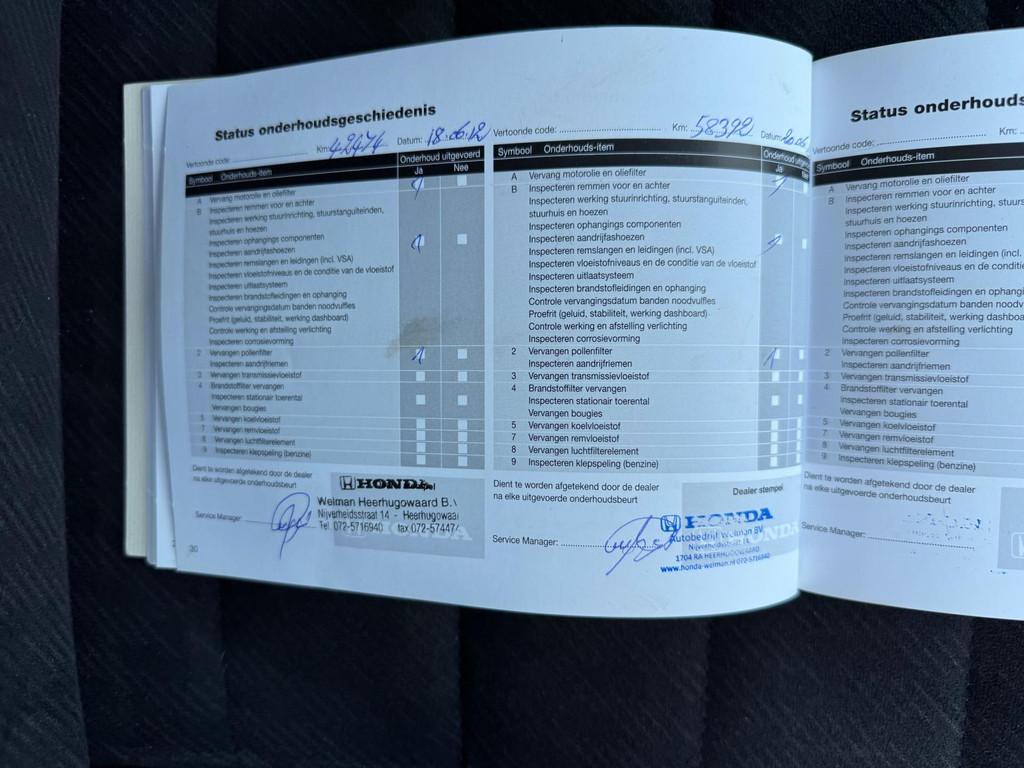 Status onderhoudsgeschiedenis
Vertoonde code: Km: 42474 Datum: 18.06.12
Symbool Onderhouds-item Onderhoud uitgevoerd
Ja Nee
A Vervang motorolie en oliefilter
B Inspecteren remmen voor en achter
Inspecteren werking stuurinrichting, stuurstanguiteinden,
stuurhuis en hoezen
Inspecteren ophangings componenten
Inspecteren aandrijfashoezen
Inspecteren remslangen en leidingen (incl. VSA)
Inspecteren vloeistofniveaus en de conditie van de vloeistof
Inspecteren uitlaatsysteem
Inspecteren brandstofleidingen en ophanging
Controle vervangingsdatum banden noodvulfles
Proefrit (geluid, stabiliteit, werking dashboard)
Controle werking en afstelling verlichting
Inspecteren corrosievorming
2 Vervangen pollenfilter
Inspecteren aandrijfriemen
3 Vervangen transmissievloeistof
4 Brandstoffilter vervangen
Inspecteren stationair toerental
Vervangen bougies
5 Vervangen koelvloeistof
7 Vervangen remvloeistof
8 Vervangen luchtfilterelement
9 Inspecteren klepspeling (benzine)
Dient te worden afgetekend door de dealer
na elke uitgevoerde onderhoudsbeurt
HONDA
Welman Heerhugowaard B.V
Nijverheidsstraat 14 - Heerhugowaa
Tel. 072-5716940 fax 072-574474
HONDA
Service Manager:
30
Vertoonde code: Km: 58392 Datum: 20.06
Symbool Onderhouds-item Onderhoud uitge
Ja
A Vervang motorolie en oliefilter
B Inspecteren remmen voor en achter
Inspecteren werking stuurinrichting, stuurstanguiteinden,
stuurhuis en hoezen
Inspecteren ophangings componenten
Inspecteren aandrijfashoezen
Inspecteren remslangen en leidingen (incl. VSA)
Inspecteren vloeistofniveaus en de conditie van de vloeistof
Inspecteren uitlaatsysteem
Inspecteren brandstofleidingen en ophanging
Controle vervangingsdatum banden noodvulfles
Proefrit (geluid, stabiliteit, werking dashboard)
Controle werking en afstelling verlichting
Inspecteren corrosievorming
2 Vervangen pollenfilter
Inspecteren aandrijfriemen
3 Vervangen transmissievloeistof
4 Brandstoffilter vervangen
Inspecteren stationair toerental
Vervangen bougies
5 Vervangen koelvloeistof
7 Vervangen remvloeistof
8 Vervangen luchtfilterelement
9 Inspecteren klepspeling (benzine)
Dient te worden afgetekend door de dealer
na elke uitgevoerde onderhoudsbeurt
Dealer stempel
HONDA
Autobedrijf Welman BV
Nijverheidsstraat 14
1704 RA HEERHUGOWAARD
www.honda-welman.nl 072-5716940
Service Manager:
Status onderhouds
Vertoonde code: Km:
Symbool Onderhouds-item
A Vervang motorolie en oliefilter
B Inspecteren remmen voor en achter
Inspecteren werking stuurinrichting, stuurs
stuurhuis en hoezen
Inspecteren ophangings componenten
Inspecteren aandrijfashoezen
Inspecteren remslangen en leidingen (incl.
Inspecteren vloeistofniveaus en de conditie
Inspecteren uitlaatsysteem
Inspecteren brandstofleidingen en ophangi
Controle vervangingsdatum banden noodv
Proefrit (geluid, stabiliteit, werking dashboa
Controle werking en afstelling verlichting
Inspecteren corrosievorming
2 Vervangen pollenfilter
Inspecteren aandrijfriemen
3 Vervangen transmissievloeistof
4 Brandstoffilter vervangen
Inspecteren stationair toerental
Vervangen bougies
5 Vervangen koelvloeistof
7 Vervangen remvloeistof
8 Vervangen luchtfilterelement
9 Inspecteren klepspeling (benzine)
Dient te worden afgetekend door de dealer
na elke uitgevoerde onderhoudsbeurt
Service Manager: